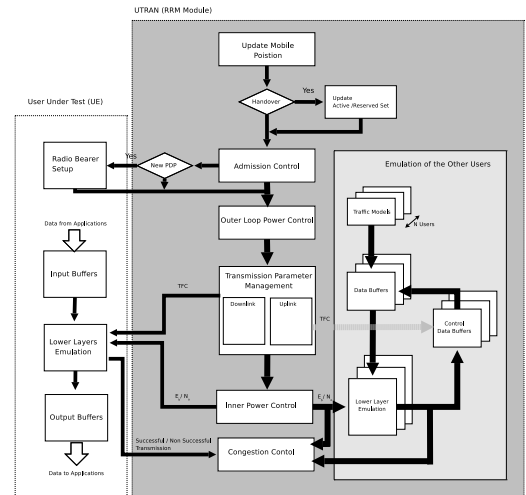 UTRAN (RRM Module)
Update Mobile
Poistion
Handover
Yes
Update
Active /Reserved Set
User Under Test (UE)
Radio Bearer
Setup
Yes
New PDP
Admission Control
Emulation of the Other Users
Traffic Models
N Users
Data from Applications
Outer Loop Power Control
Input Buffers
TFC
Transmission Parameter
Management
Downlink
Uplink
TFC
Data Buffers
Control
Data Buffers
Lower Layers
Emulation
Output Buffers
Inner Power Control
Lower Layer
Emulation
Successful / Non Successful
Transmission
Congestion Contol
Data to Applications